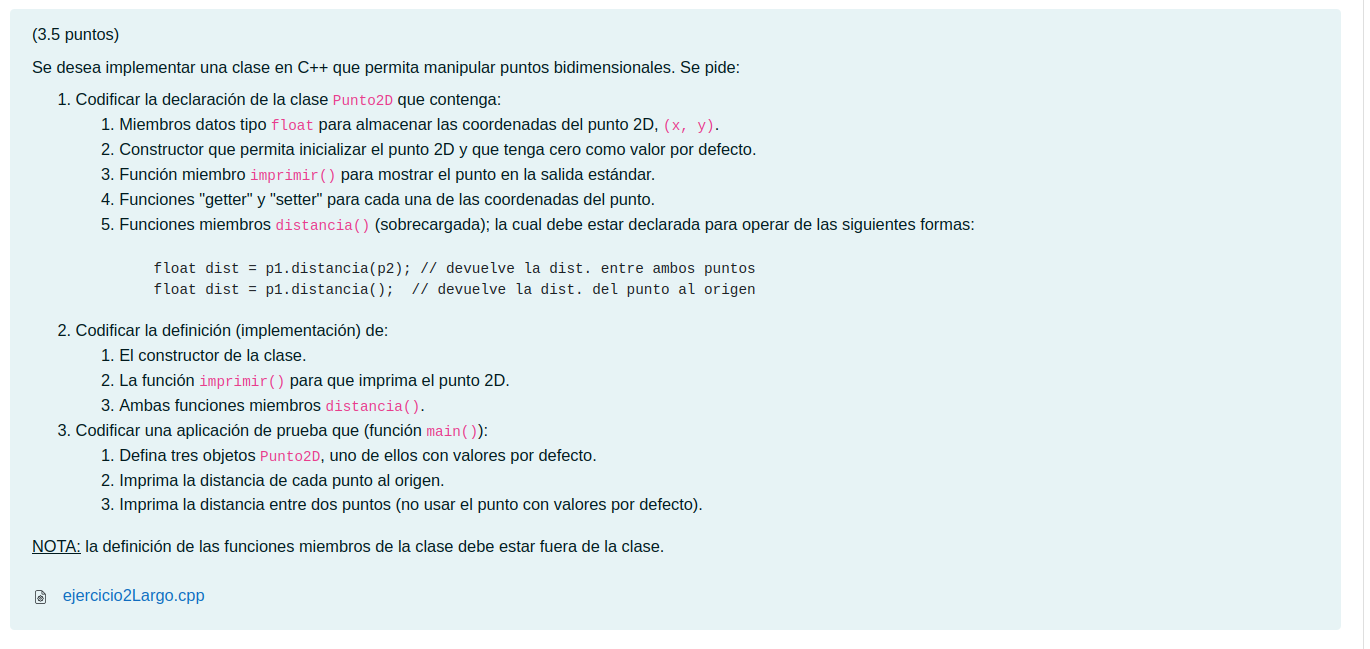 (3.5 puntos)
Se desea implementar una clase en C++ que permita manipular puntos bidimensionales. Se pide:
1. Codificar la declaración de la clase Punto2D que contenga:
1. Miembros datos tipo float para almacenar las coordenadas del punto 2D, (x, y).
2. Constructor que permita inicializar el punto 2D y que tenga cero como valor por defecto.
3. Función miembro imprimir() para mostrar el punto en la salida estándar.
4. Funciones "getter" y "setter" para cada una de las coordenadas del punto.
5. Funciones miembros distancia() (sobrecargada); la cual debe estar declarada para operar de las siguientes formas:
float dist = p1.distancia(p2); // devuelve la dist. entre ambos puntos
float dist = p1.distancia();  // devuelve la dist. del punto al origen
2. Codificar la definición (implementación) de:
1. El constructor de la clase.
2. La función imprimir() para que imprima el punto 2D.
3. Ambas funciones miembros distancia().
3. Codificar una aplicación de prueba que (función main()):
1. Defina tres objetos Punto2D, uno de ellos con valores por defecto.
2. Imprima la distancia de cada punto al origen.
3. Imprima la distancia entre dos puntos (no usar el punto con valores por defecto).
NOTA: la definición de las funciones miembros de la clase debe estar fuera de la clase.
ejercicio2Largo.cpp